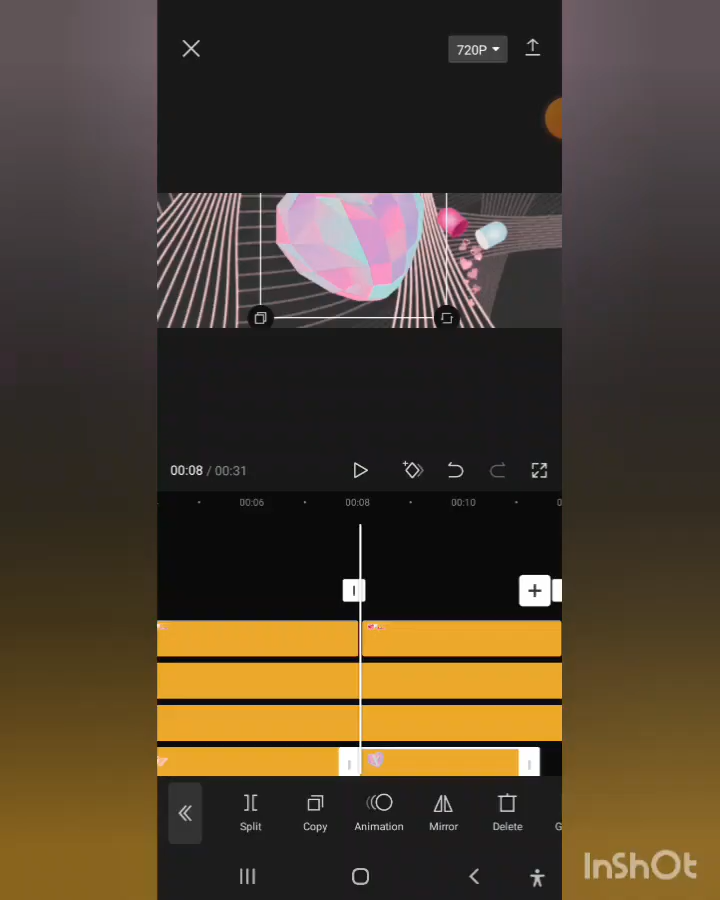 720P
00:08 / 00:31
00:06
00:08
00:10
Split
Copy
Animation
Mirror
Delete
G
InShOt